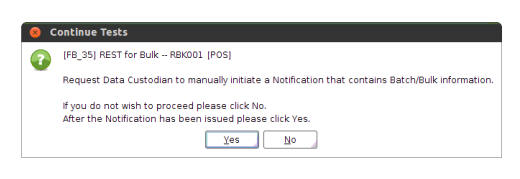 Continue Tests
[FB_35] REST for Bulk -- RBK001 [POS]
Request Data Custodian to manually initiate a Notification that contains Batch/Bulk information.
If you do not wish to proceed please click No.
After the Notification has been issued please click Yes.
Yes No